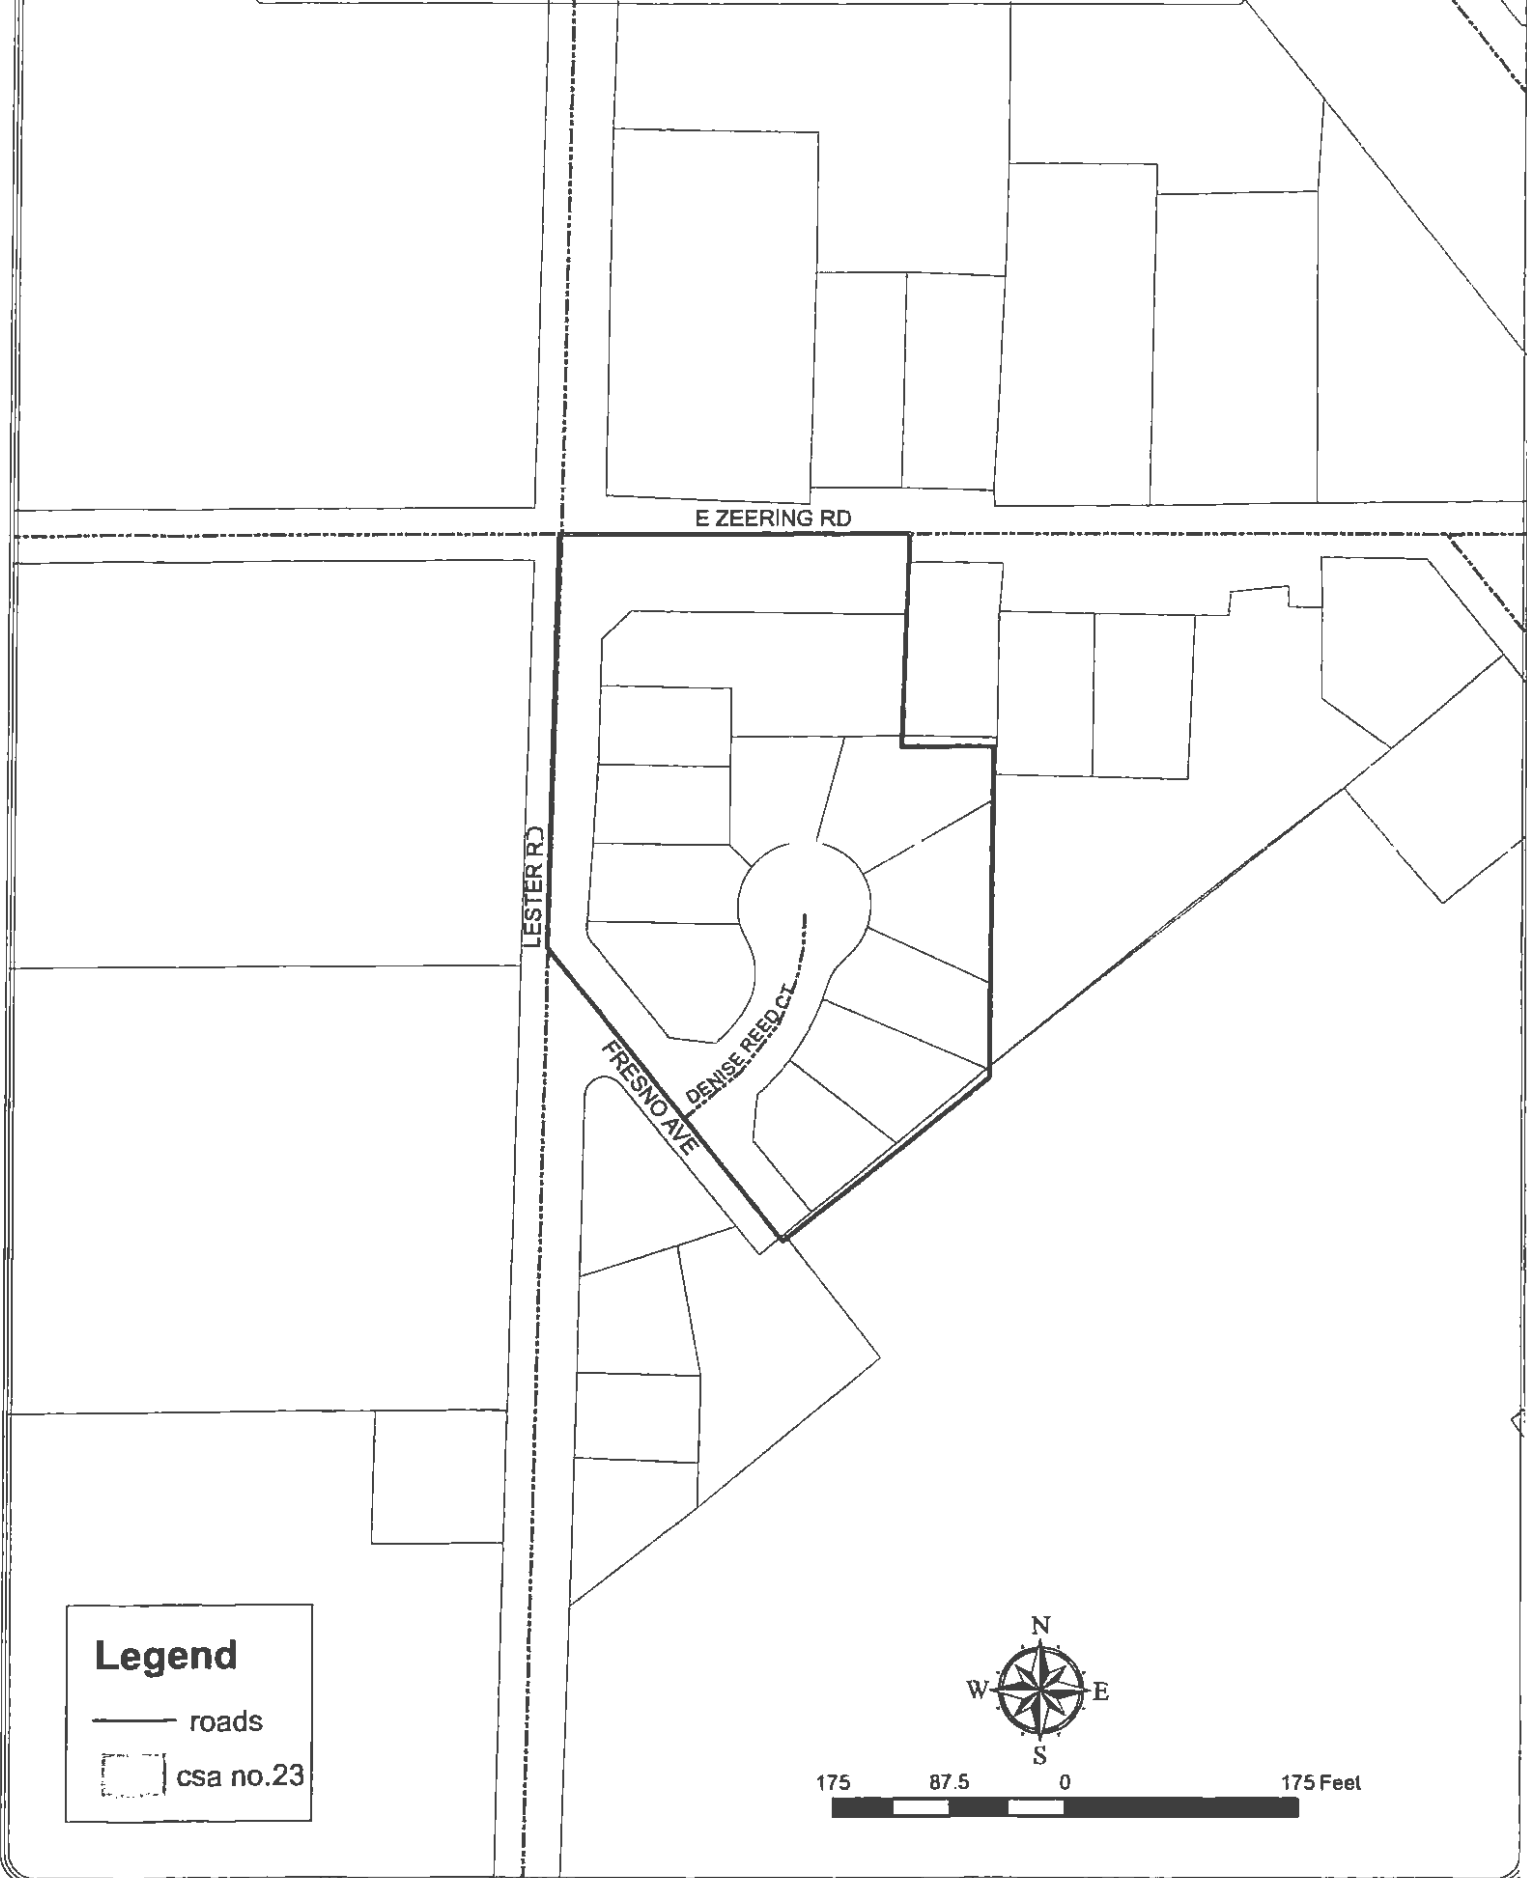 E ZEERING RD
LESTER RD
DENISE REED CT
FRESNO AVE
Legend
roads
csa no.23
N
W E
S
175 87.5 0 175 Feet